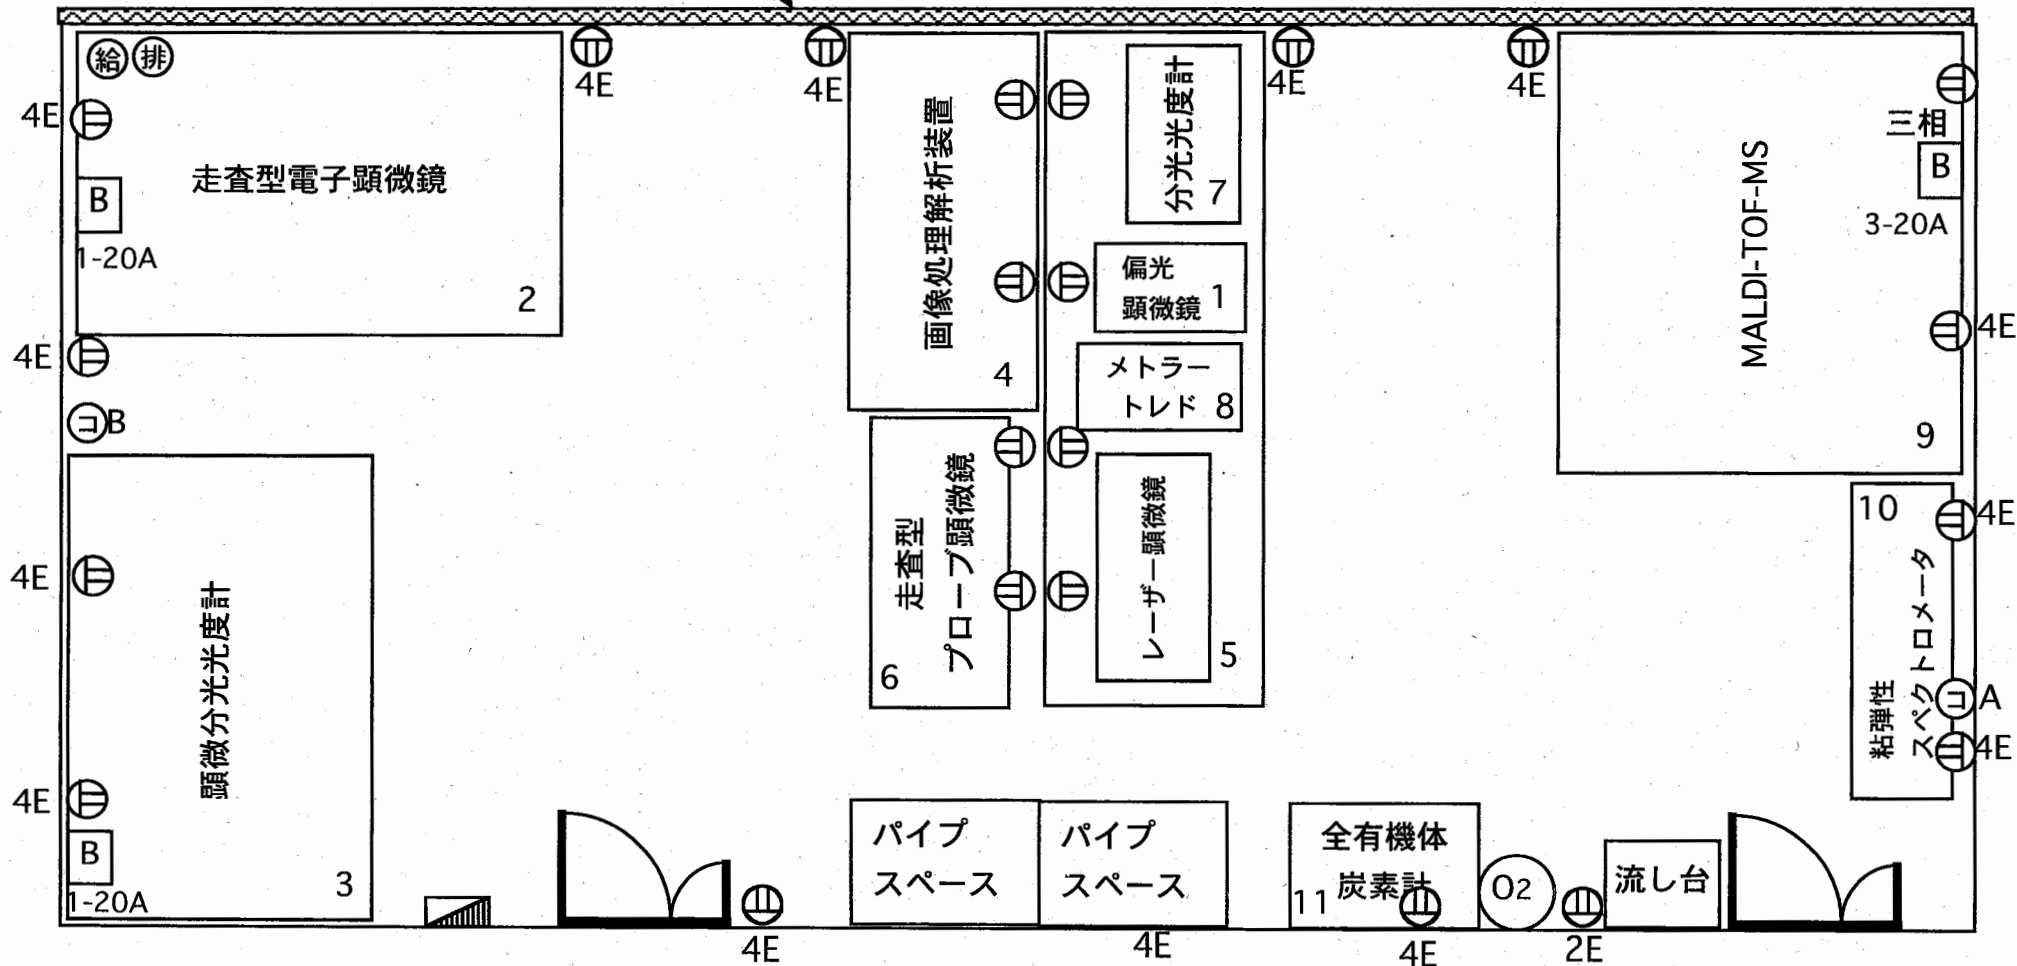 給 排
4E
B
1-20A
走査型電子顕微鏡
2
4E
4E
画像処理解析装置
4
分光光度計
7
偏光
顕微鏡 1
メトラー
トレド 8
レーザー顕微鏡
5
走査型
プローブ顕微鏡
6
4E
4E
MALDI-TOF-MS
9
三相
B
3-20A
4E
4E
コB
4E
顕微分光光度計
3
4E
B
1-20A
10
粘弾性
スペクトロメータ
4E
コA
4E
4E
パイプ
スペース
パイプ
スペース
4E
全有機体
炭素計
11
4E
O2
2E
流し台